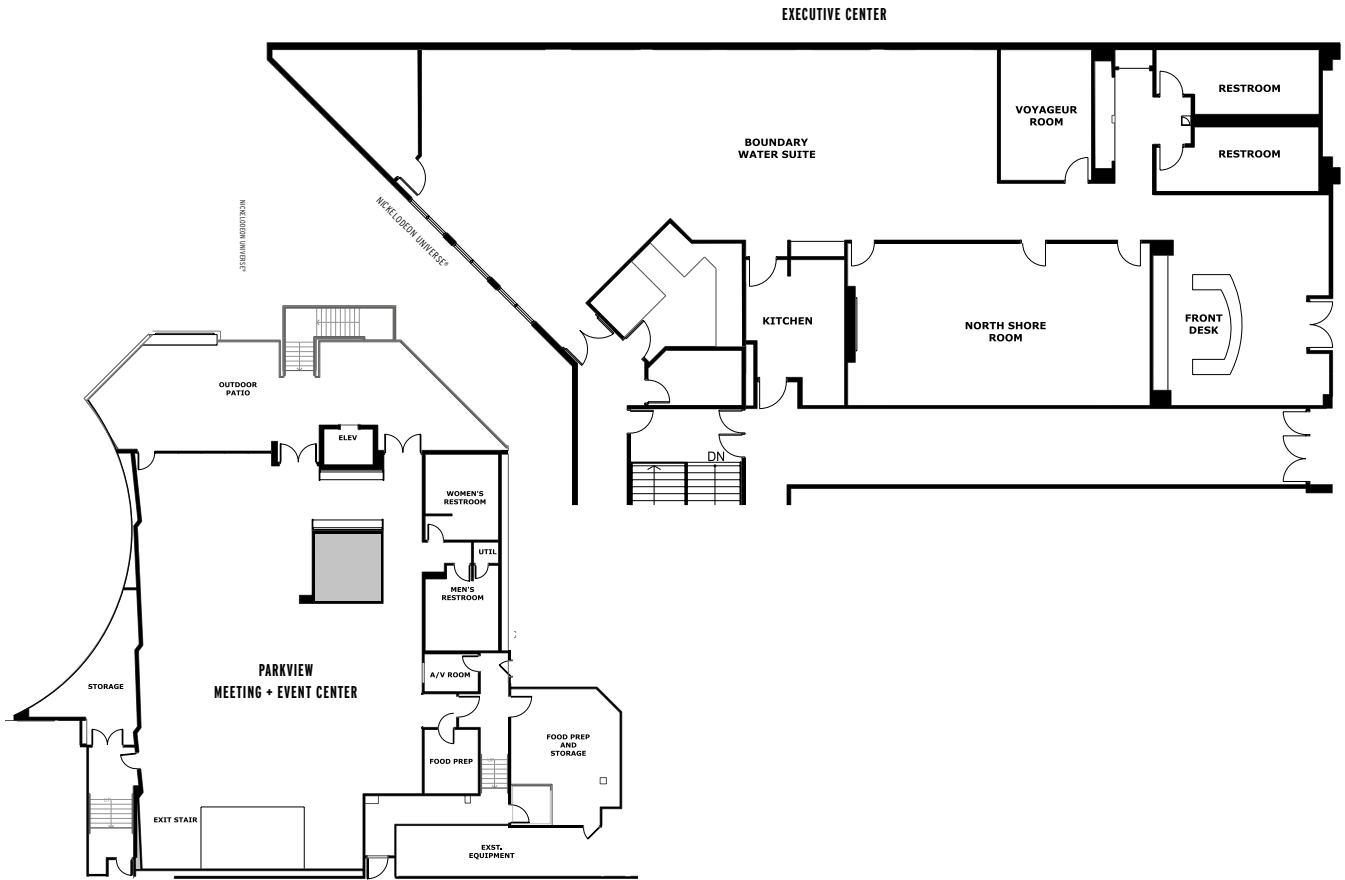 EXECUTIVE CENTER
RESTROOM
VOYAGEUR
ROOM
BOUNDARY
WATER SUITE
RESTROOM
NICKELODEON UNIVERSE®
NICKELODEON UNIVERSE®
KITCHEN
NORTH SHORE
ROOM
FRONT
DESK
OUTDOOR
PATIO
ELEV
DN
WOMEN'S
RESTROOM
UTIL
MEN'S
RESTROOM
PARKVIEW
MEETING + EVENT CENTER
A/V ROOM
STORAGE
FOOD PREP
AND
STORAGE
FOOD PREP
EXIT STAIR
EXST.
EQUIPMENT